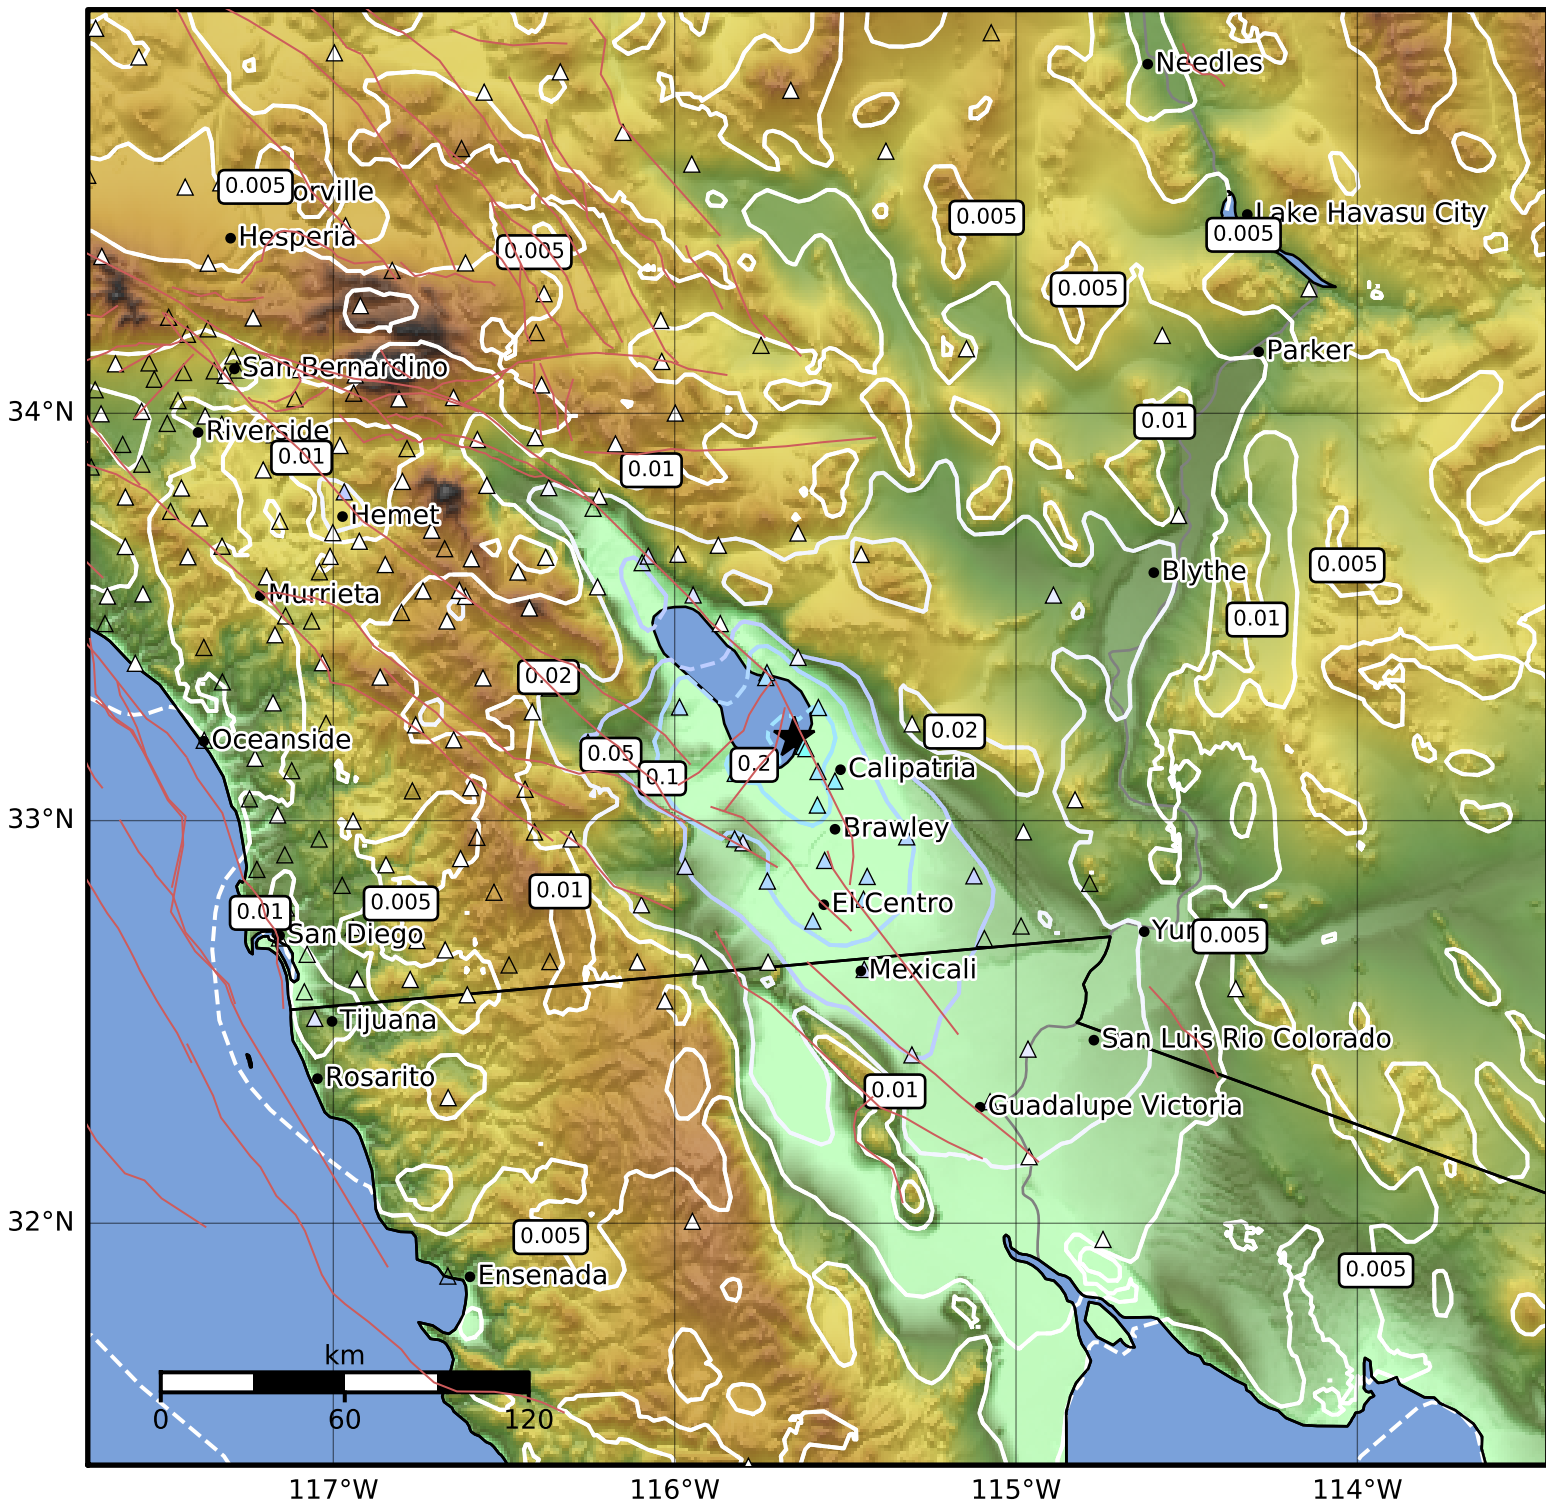 Needles
0.005 orville
0.005
Lake Havasu City
Hesperia
0.005
0.005
0.005
Parker
San Bernardino
34°N
0.01
Riverside
0.01
0.01
Hemet
0.005
Blythe
Murrieta
0.01
0.02
0.02
Oceanside
0.05
0.1
0.2
Calipatria
33°N
Brawley
0.01
0.005
El Centro
0.01
San Diego
Yu
0.005
Mexicali
Tijuana
San Luis Rio Colorado
Rosarito
0.01
Guadalupe Victoria
32°N
0.005
0.005
Ensenada
km
0 60 120
117°W 116°W 115°W 114°W